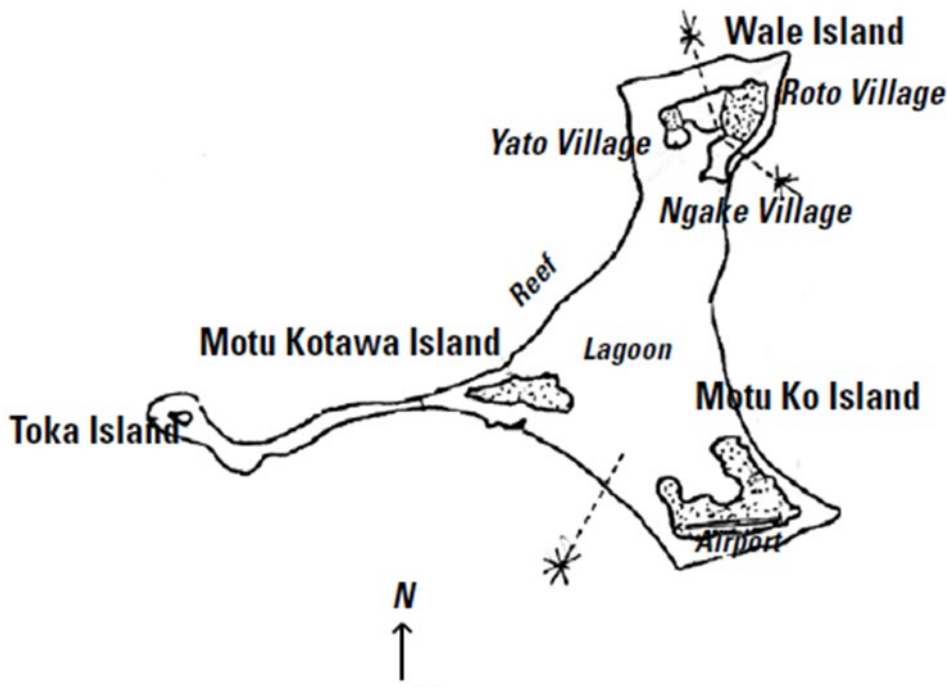 Wale Island
Roto Village
Yato Village
Ngake Village
Reef
Motu Kotawa Island
Lagoon
Motu Ko Island
Toka Island
Airport
N